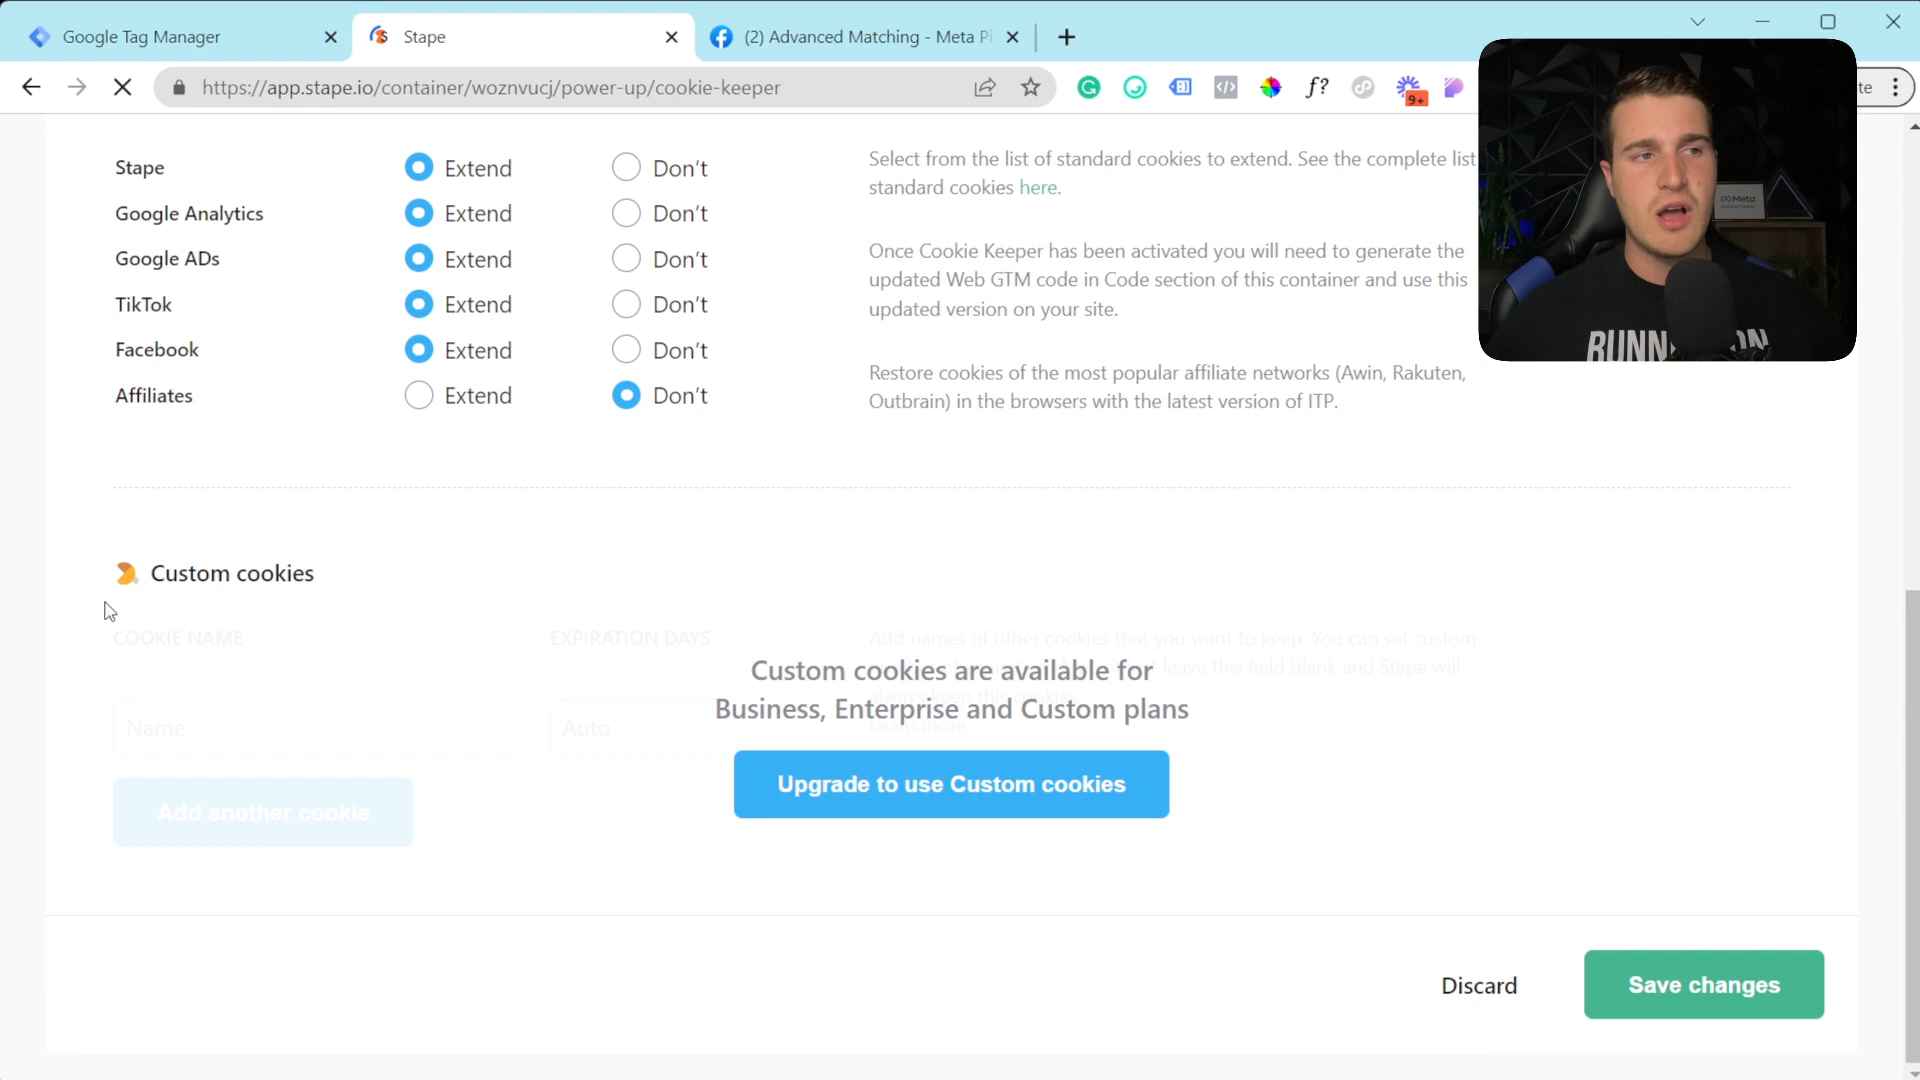 Google Tag Manager
Stape
(2) Advanced Matching - Meta Pi
https://app.stape.io/container/woznvucj/power-up/cookie-keeper
f?
9+
te
Stape
Extend
Don't
Google Analytics
Extend
Don't
Google ADs
Extend
Don't
TikTok
Extend
Don't
Facebook
Extend
Don't
Affiliates
Extend
Don't
Select from the list of standard cookies to extend. See the complete list
standard cookies here.
Once Cookie Keeper has been activated you will need to generate the
updated Web GTM code in Code section of this container and use this
updated version on your site.
Restore cookies of the most popular affiliate networks (Awin, Rakuten,
Outbrain) in the browsers with the latest version of ITP.
Meta
RUNN
ON
Custom cookies
COOKIE NAME
EXPIRATION DAYS
Add names of other cookies that you want to keep. You can set custom
leave this field blank and Stape will
always keep this cookies
Learn more
Name
Auto
Custom cookies are available for
Business, Enterprise and Custom plans
Upgrade to use Custom cookies
Add another cookie
Discard
Save changes